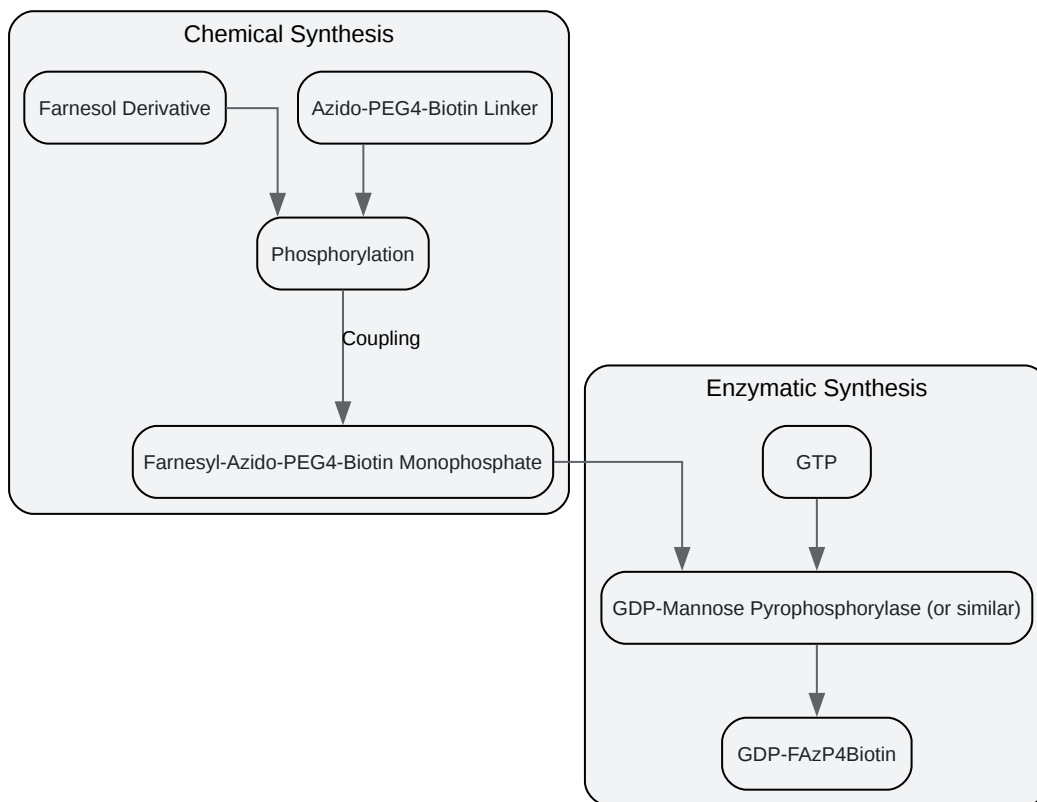 Chemical Synthesis
Farnesol Derivative
Azido-PEG4-Biotin Linker
Phosphorylation
Coupling
Farnesyl-Azido-PEG4-Biotin Monophosphate
Enzymatic Synthesis
GTP
GDP-Mannose Pyrophosphorylase (or similar)
GDP-FAzP4Biotin